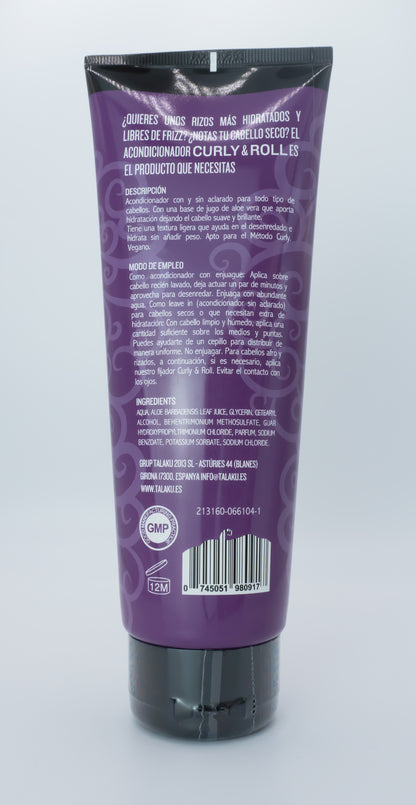 ¿QUIERES UNOS RIZOS MÁS HIDRATADOS Y
LIBRES DE FRIZZ? ¿NOTAS TU CABELLO SECO? EL
ACONDICIONADOR CURLY & ROLL ES
EL PRODUCTO QUE NECESITAS
DESCRIPCIÓN
Acondicionador con y sin aclarado para todo tipo de
cabellos. Con una base de jugo de aloe vera que aporta
hidratación dejando el cabello suave y brillante.
Tiene una textura ligera que ayuda en el desenredado e
hidrata sin añadir peso. Apto para el Método Curly.
Vegano.
MODO DE EMPLEO
Como acondicionador con enjuague: Aplica sobre
cabello recién lavado, deja actuar un par de minutos y
aprovecha para desenredar. Enjuaga con abundante
agua. Como leave in (acondicionador sin aclarado)
para cabellos secos o que necesitan extra de
hidratación: Con cabello limpio y húmedo, aplica una
cantidad suficiente sobre los medios y puntas.
Puedes ayudarte de un cepillo para distribuir de
manera uniforme. No enjuagar. Para cabellos afro y
rizados, a continuación, si es necesario, aplica
nuestro fijador Curly & Roll. Evitar el contacto con
los ojos.
INGREDIENTS
AQUA, ALOE BARBADENSIS LEAF JUICE, GLYCERIN, CETEARYL
ALCOHOL, BEHENTRIMONIUM METHOSULFATE, GUAR
HYDROXYPROPYLTRIMONIUM CHLORIDE, PARFUM, SODIUM
BENZOATE, POTASSIUM SORBATE, SODIUM CHLORIDE.
GRUP TALAKU 2013 SL - ASTÚRIES 44 (BLANES)
GIRONA 17300, ESPANYA INFO@TALAKU.ES
WWW.TALAKU.ES
213160-066104-1
GOOD MANUFACTURING PRACTICE
GMP
12M
0 745051 980917